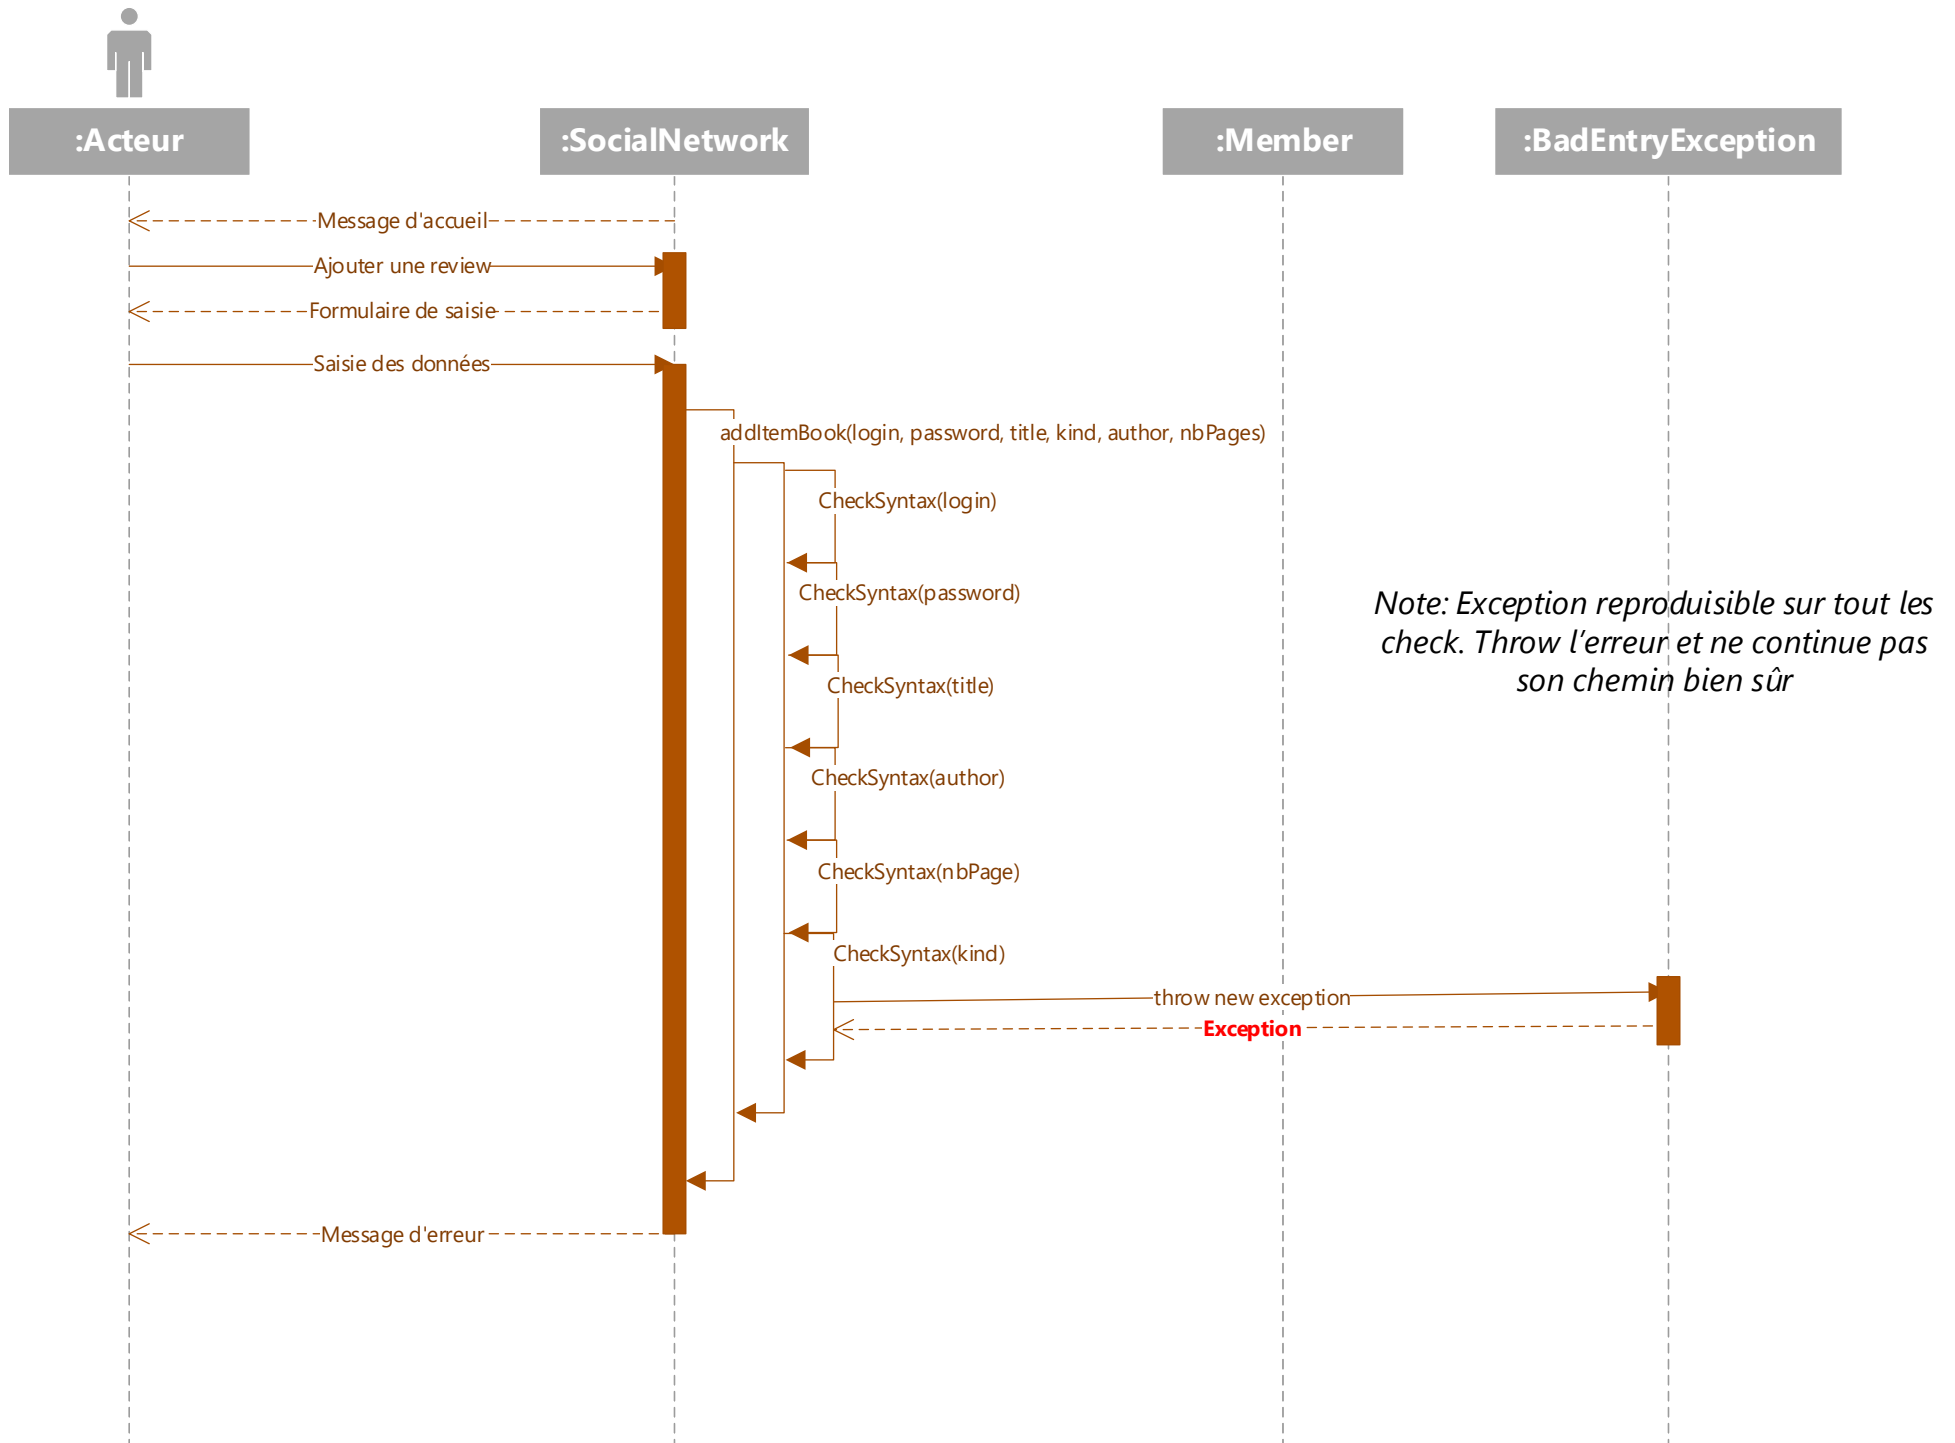 :Acteur
:SocialNetwork
:Member
:BadEntryException
Message d'accueil
Ajouter une review
Formulaire de saisie
Saisie des données
addItemBook(login, password, title, kind, author, nbPages)
CheckSyntax(login)
CheckSyntax(password)
Note: Exception reproduisible sur tout les
check. Throw l'erreur et ne continue pas
son chemin bien sûr
CheckSyntax(title)
CheckSyntax(author)
CheckSyntax(nbPage)
CheckSyntax(kind)
throw new exception
Exception
Message d'erreur